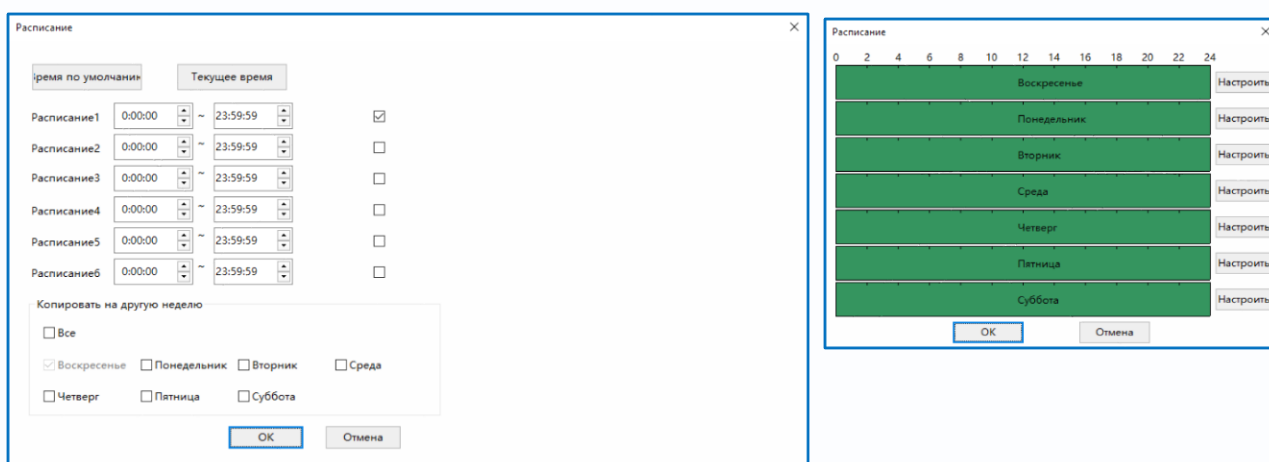 Расписание
Время по умолчани
Текущее время
Расписание1 0:00:00 ~ 23:59:59
Расписание2 0:00:00 ~ 23:59:59
Расписание3 0:00:00 ~ 23:59:59
Расписание4 0:00:00 ~ 23:59:59
Расписание5 0:00:00 ~ 23:59:59
Расписание6 0:00:00 ~ 23:59:59
Копировать на другую неделю
Все
Воскресенье Понедельник Вторник Среда
Четверг Пятница Суббота
OK Отмена
Расписание
0 2 4 6 8 10 12 14 16 18 20 22 24
Воскресенье Настроить
Понедельник Настроить
Вторник Настроить
Среда Настроить
Четверг Настроить
Пятница Настроить
Суббота Настроить
OK Отмена